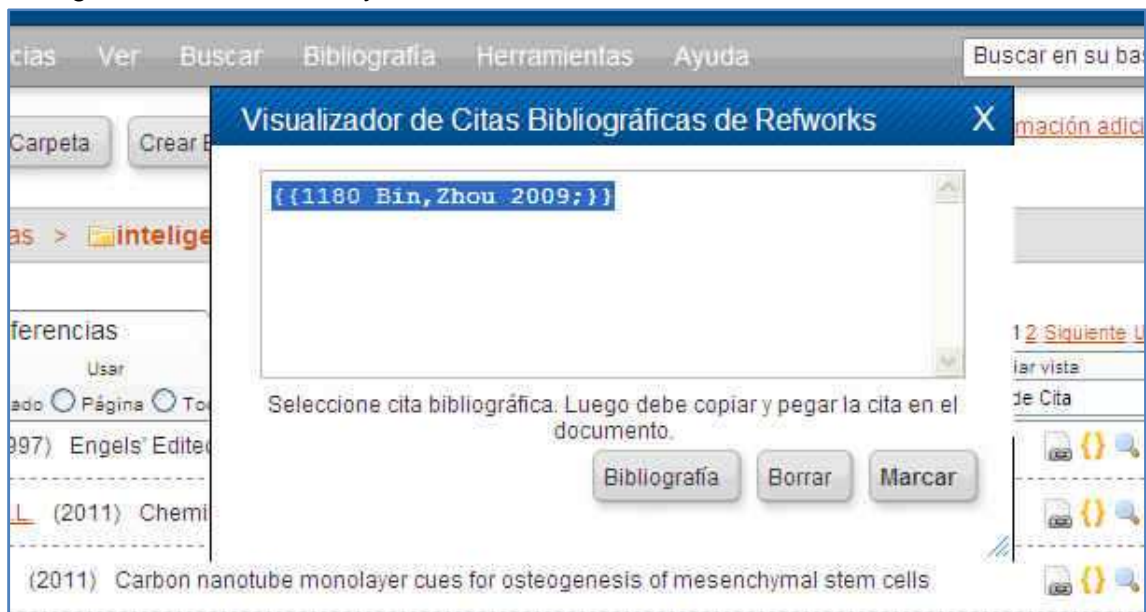 cias Ver Buscar Bibliografía Herramientas Ayuda Buscar en su ba
Visualizador de Citas Bibliográficas de Refworks X
Carpeta Crear mación adici
{{1180 Bin,Zhou 2009;}}
as > intelige
ferencias 1 2 Siguiente
Usar iar vista
ado Página To de Cita
Seleccione cita bibliográfica. Luego debe copiar y pegar la cita en el
documento.
997) Engels' Edited
Bibliografía Borrar Marcar
L. (2011) Chemi
(2011) Carbon nanotube monolayer cues for osteogenesis of mesenchymal stem cells